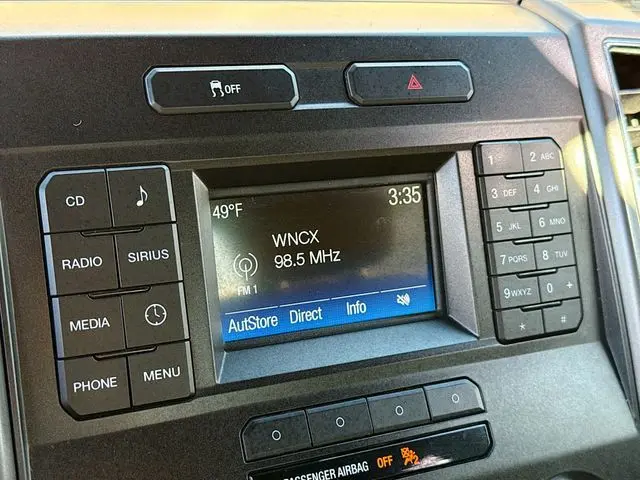 OFF
CD
RADIO SIRIUS
MEDIA
PHONE MENU
49°F 3:35
WNCX
98.5 MHz
FM 1
AutoStore Direct Info
1 2 ABC
3 DEF 4 GHI
5 JKL 6 MNO
7 PQRS 8 TUV
9 WXYZ 0 +
* #
PASSENGER AIRBAG OFF 2